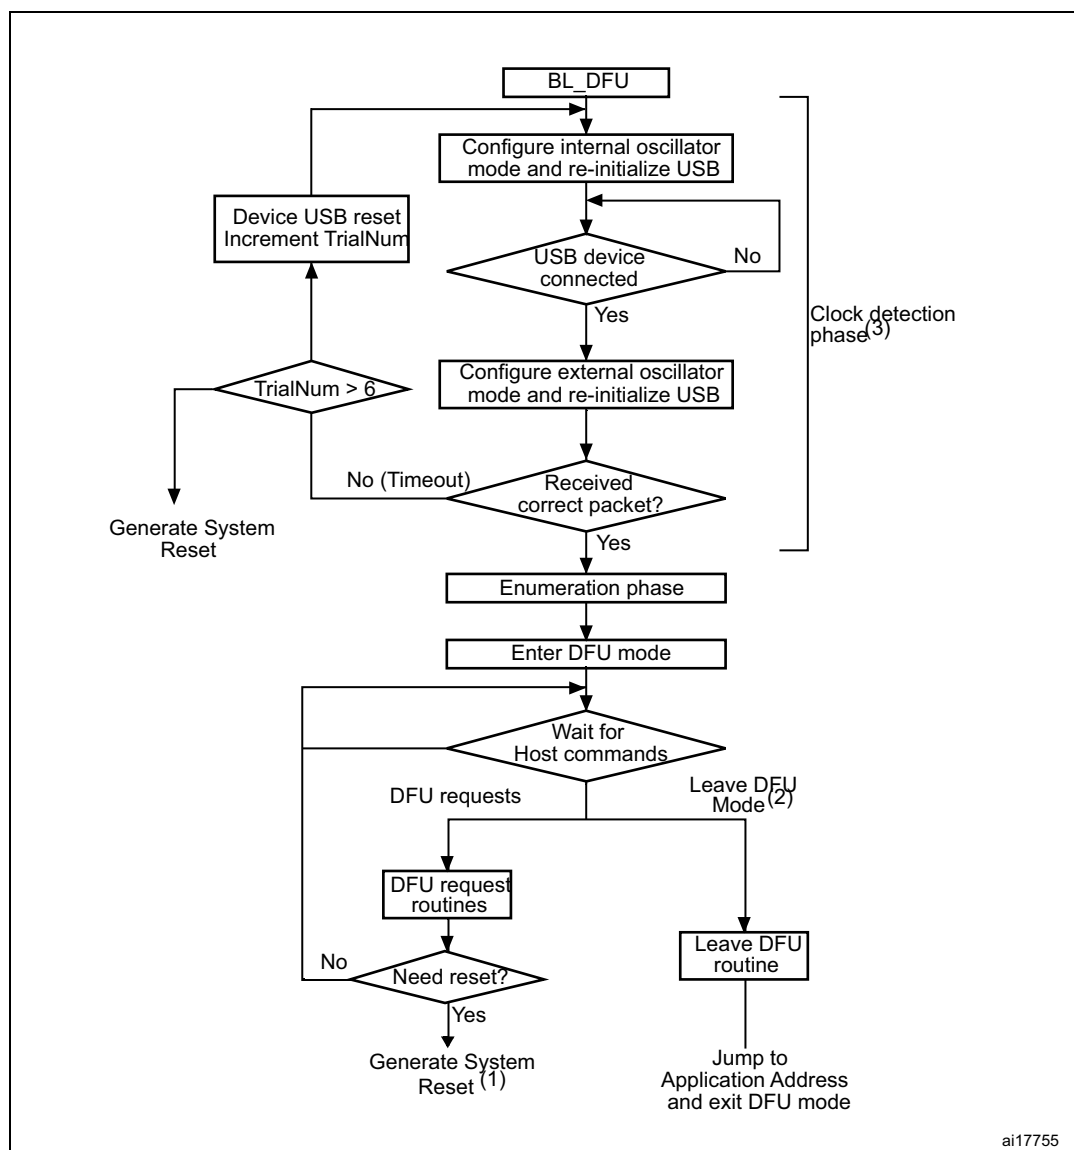 BL_DFU
Configure internal oscillator
mode and re-initialize USB
Device USB reset
Increment TrialNum
USB device
connected
No
Yes
Clock detection
phase(3)
Configure external oscillator
mode and re-initialize USB
TrialNum > 6
No (Timeout)
Received
correct packet?
Generate System
Reset
Yes
Enumeration phase
Enter DFU mode
Wait for
Host commands
DFU requests
Leave DFU
Mode(2)
DFU request
routines
Leave DFU
routine
No
Need reset?
Yes
Generate System
Reset (1)
Jump to
Application Address
and exit DFU mode
ai17755